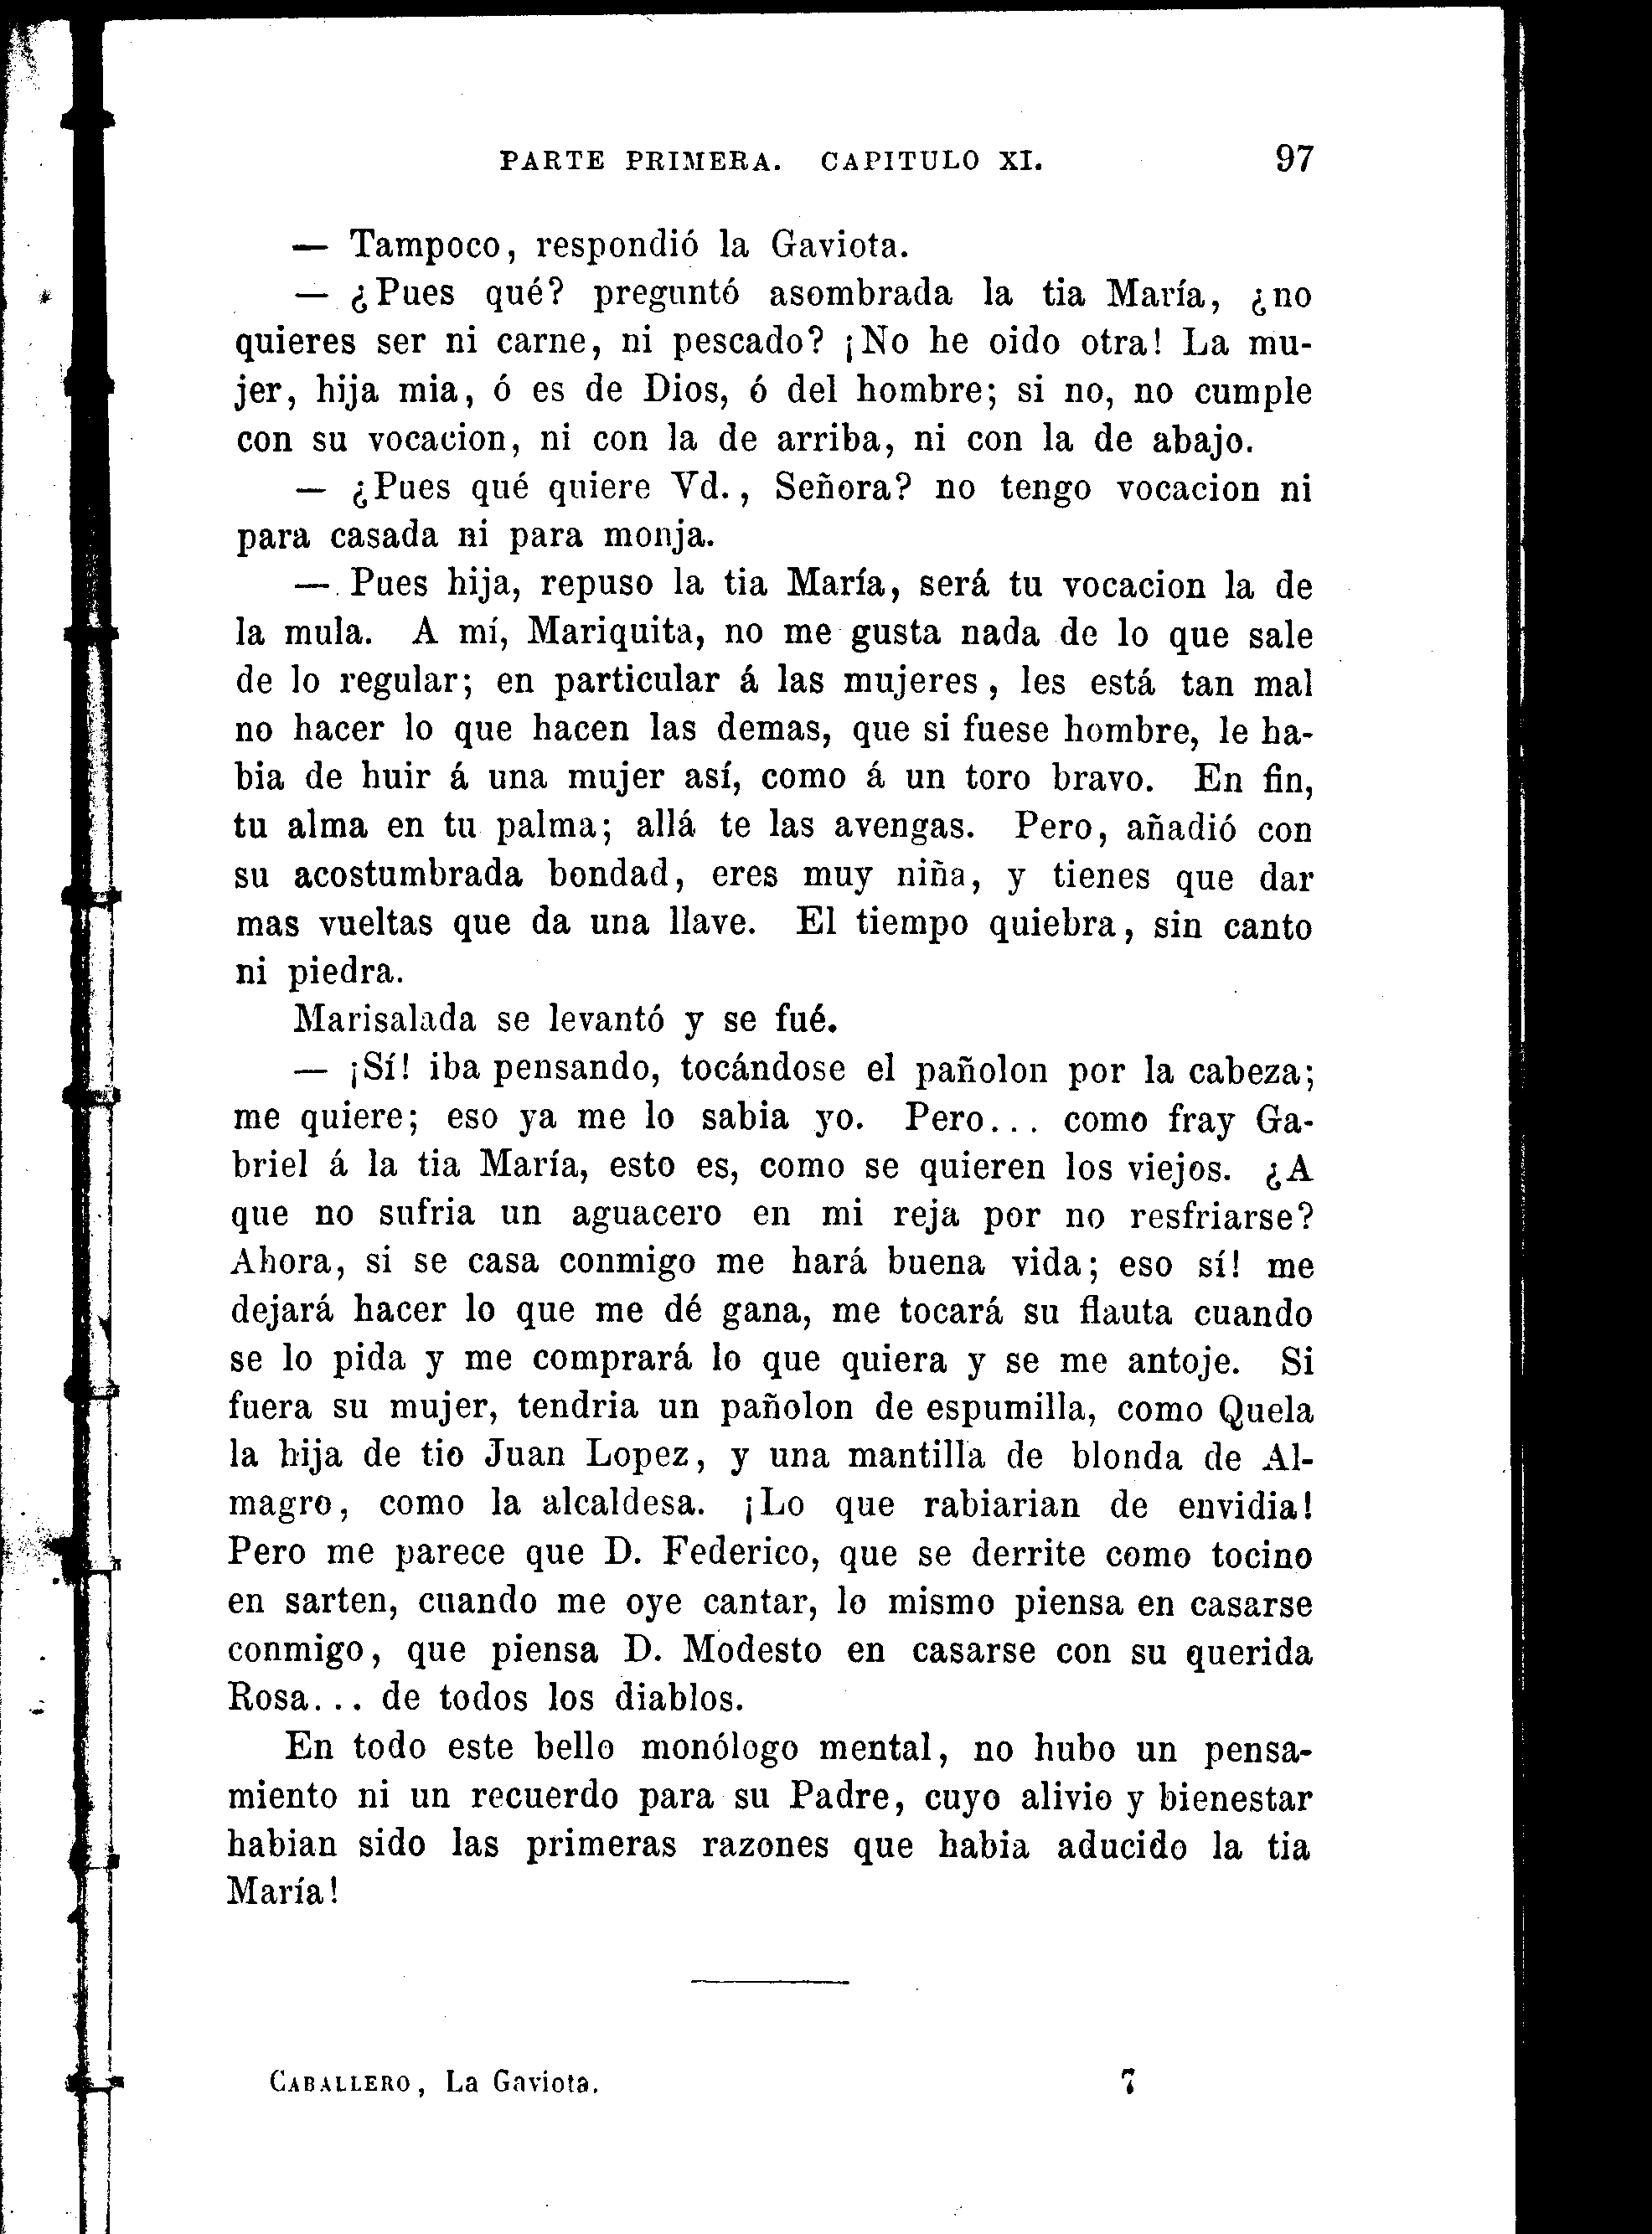 PARTE PRIMERA. CAPITULO XI. 97
— Tampoco, respondió la Gaviota.
— ¿Pues qué? preguntó asombrada la tia María, ¿no
quieres ser ni carne, ni pescado? ¡No he oido otra! La mu-
jer, hija mia, ó es de Dios, ó del hombre; si no, no cumple
con su vocacion, ni con la de arriba, ni con la de abajo.
— ¿Pues qué quiere Vd., Señora? no tengo vocacion ni
para casada ni para monja.
— Pues hija, repuso la tia María, será tu vocacion la de
la mula. A mí, Mariquita, no me gusta nada de lo que sale
de lo regular; en particular á las mujeres, les está tan mal
no hacer lo que hacen las demas, que si fuese hombre, le ha-
bia de huir á una mujer así, como á un toro bravo. En fin,
tu alma en tu palma; allá te las avengas. Pero, añadió con
su acostumbrada bondad, eres muy niña, y tienes que dar
mas vueltas que da una llave. El tiempo quiebra, sin canto
ni piedra.
Marisalada se levantó y se fué.
— ¡Sí! iba pensando, tocándose el pañolon por la cabeza;
me quiere; eso ya me lo sabia yo. Pero... como fray Ga-
briel á la tia María, esto es, como se quieren los viejos. ¿A
que no sufria un aguacero en mi reja por no resfriarse?
Ahora, si se casa conmigo me hará buena vida; eso sí! me
dejará hacer lo que me dé gana, me tocará su flauta cuando
se lo pida y me comprará lo que quiera y se me antoje. Si
fuera su mujer, tendria un pañolon de espumilla, como Quela
la hija de tio Juan Lopez, y una mantilla de blonda de Al-
magro, como la alcaldesa. ¡Lo que rabiarian de envidia!
Pero me parece que D. Federico, que se derrite como tocino
en sarten, cuando me oye cantar, lo mismo piensa en casarse
conmigo, que piensa D. Modesto en casarse con su querida
Rosa... de todos los diablos.
En todo este bello monólogo mental, no hubo un pensa-
miento ni un recuerdo para su Padre, cuyo alivio y bienestar
habian sido las primeras razones que habia aducido la tia
María!
CABALLERO, La Gaviota. 7